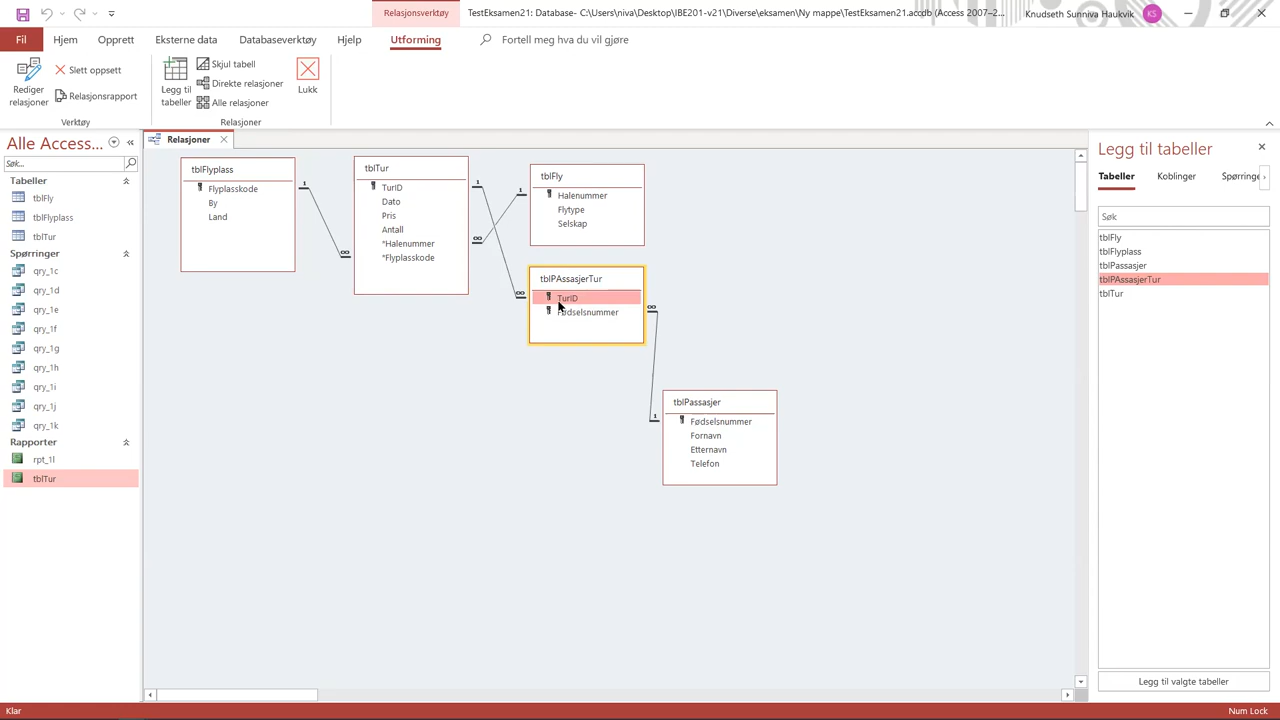 Relasjonsverktøy
TestEksamen21: Database- C:\Users\niva\Desktop\IBE201-v21\Diverse\eksamen\Ny mappe\TestEksamen21.accdb (Access 2007–2...
Knudseth Sunniva Haukvik
KS
Fil
Hjem
Opprett
Eksterne data
Databaseverktøy
Hjelp
Utforming
Fortell meg hva du vil gjøre
Rediger
relasjoner
Slett oppsett
Relasjonsrapport
Verktøy
Legg til
tabeller
Skjul tabell
Direkte relasjoner
Alle relasjoner
Lukk
Relasjoner
Alle Access...
Søk...
Tabeller
tblFly
tblFlyplass
tblTur
Spørringer
qry_1c
qry_1d
qry_1e
qry_1f
qry_1g
qry_1h
qry_1i
qry_1j
qry_1k
Rapporter
rpt_1l
tblTur
Relasjoner
tblFlyplass
Flyplasskode
By
Land
1
∞
tblTur
TurID
Dato
Pris
Antall
*Halenummer
*Flyplasskode
1
∞
1
∞
tblFly
Halenummer
Flytype
Selskap
tblPAssasjerTur
TurID
Fødselsnummer
∞
1
tblPassasjer
Fødselsnummer
Fornavn
Etternavn
Telefon
Legg til tabeller
Tabeller
Koblinger
Spørringe
Søk
tblFly
tblFlyplass
tblPassasjer
tblPAssasjerTur
tblTur
Legg til valgte tabeller
Klar
Num Lock